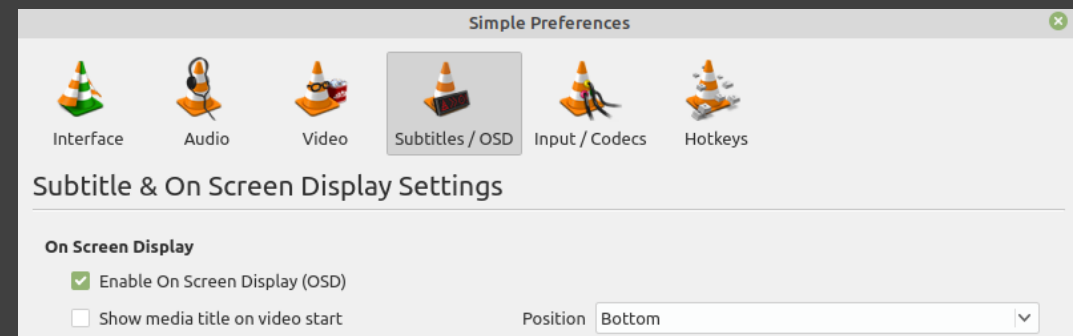 Simple Preferences
Interface Audio Video Subtitles / OSD Input / Codecs Hotkeys
Subtitle & On Screen Display Settings
On Screen Display
Enable On Screen Display (OSD)
Show media title on video start Position Bottom